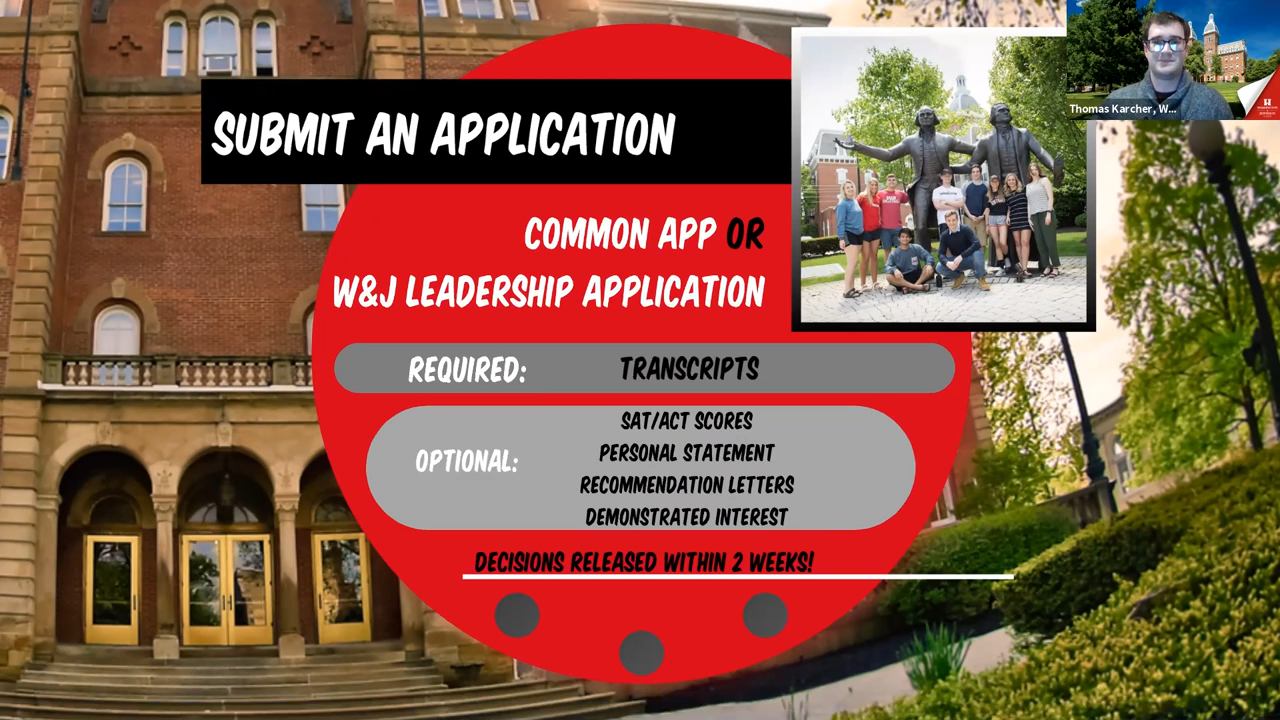 SUBMIT AN APPLICATION
COMMON APP OR
W&J LEADERSHIP APPLICATION
REQUIRED: TRANSCRIPTS
OPTIONAL:
SAT/ACT SCORES
PERSONAL STATEMENT
RECOMMENDATION LETTERS
DEMONSTRATED INTEREST
DECISIONS RELEASED WITHIN 2 WEEKS!
Thomas Karcher, W...